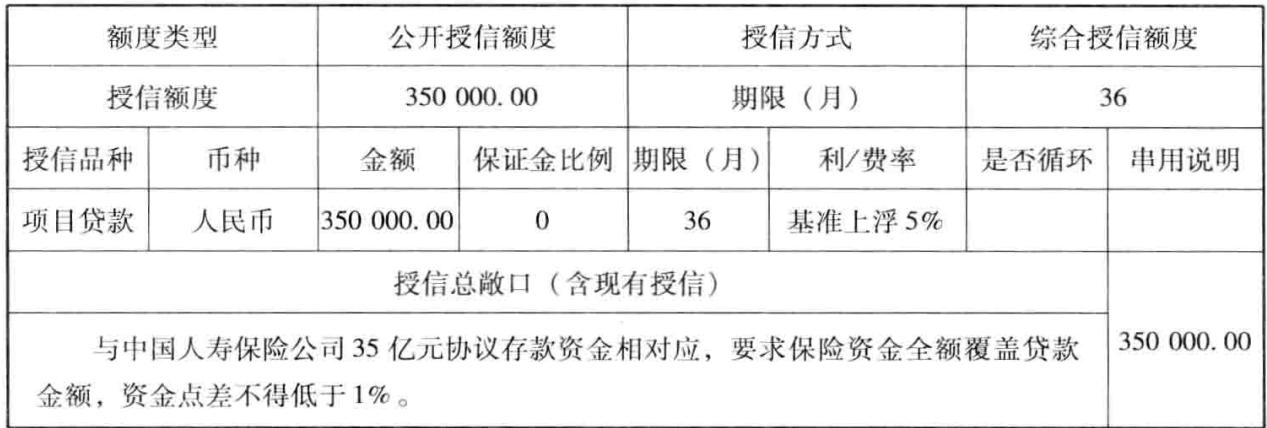 额度类型 公开授信额度 授信方式 综合授信额度
授信额度 350 000.00 期限（月） 36
授信品种 币种 金额 保证金比例 期限（月） 利/费率 是否循环 串用说明
项目贷款 人民币 350 000.00 0 36 基准上浮 5%
授信总敞口（含现有授信）
与中国人寿保险公司 35 亿元协议存款资金相对应，要求保险资金全额覆盖贷款 350 000.00
金额，资金点差不得低于 1%。